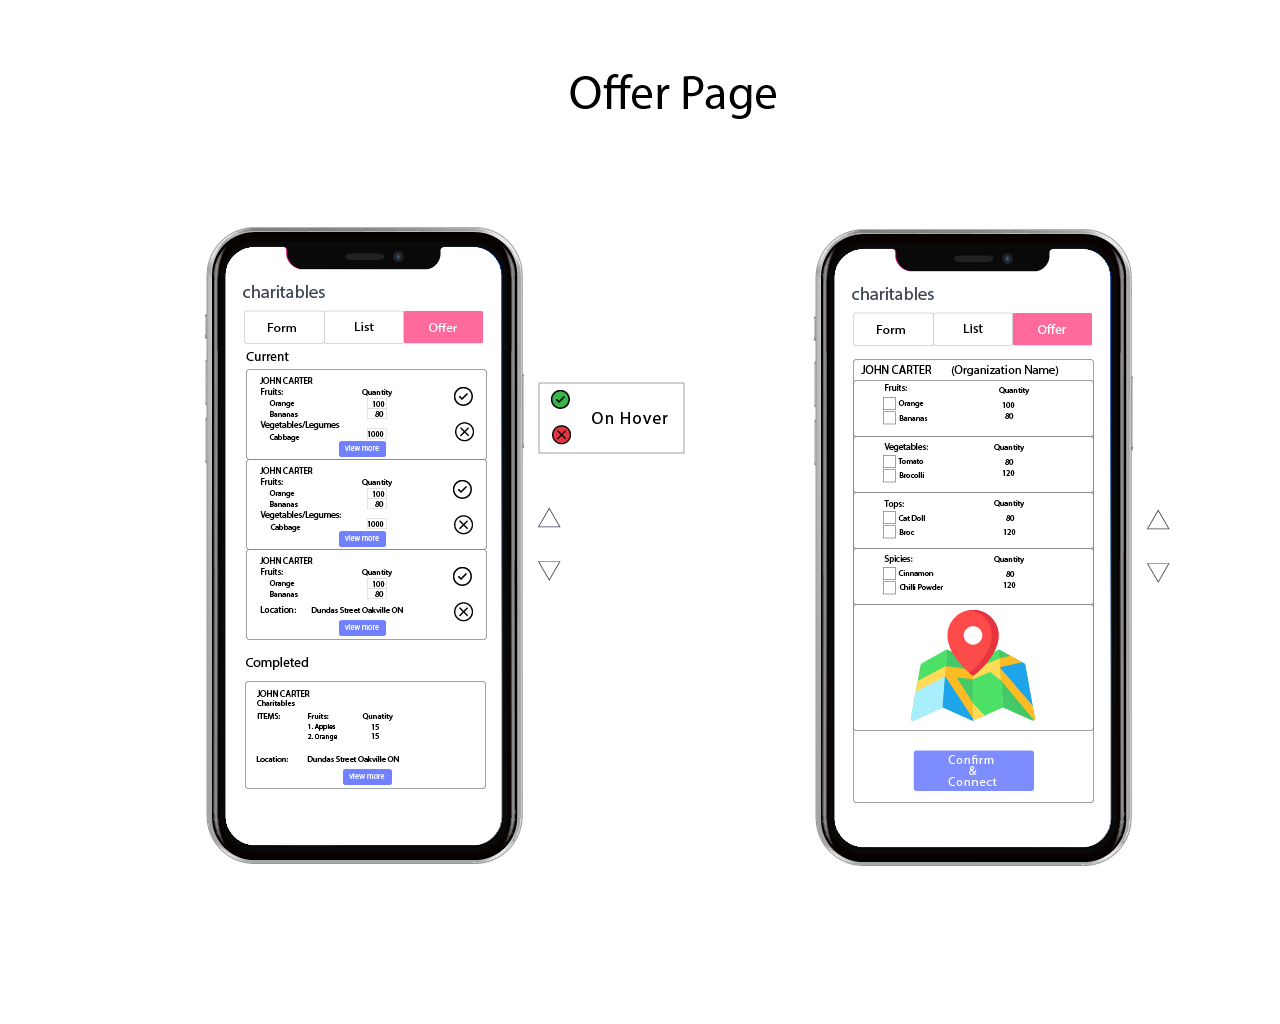 Offer Page
charitables
Form List Offer
Current
JOHN CARTER
Fruits: Quantity
Orange 100
Bananas 80
Vegetables/Legumes
Cabbage 1000
view more
JOHN CARTER
Fruits: Quantity
Orange 100
Bananas 80
Vegetables/Legumes:
Cabbage 1000
view more
JOHN CARTER
Fruits: Quantity
Orange 100
Bananas 80
Location: Dundas Street Oakville ON
view more
Completed
JOHN CARTER
Charitables
ITEMS: Fruits: Qunatity
1. Apples 15
2. Orange 15
Location: Dundas Street Oakville ON
view more
On Hover
charitables
Form List Offer
JOHN CARTER (Organization Name)
Fruits: Quantity
Orange 100
Bananas 80
Vegetables: Quantity
Tomato 80
Brocolli 120
Tops: Quantity
Cat Doll 80
Broc 120
Spicies: Quantity
Cinnamon 80
Chilli Powder 120
Confirm
&
Connect